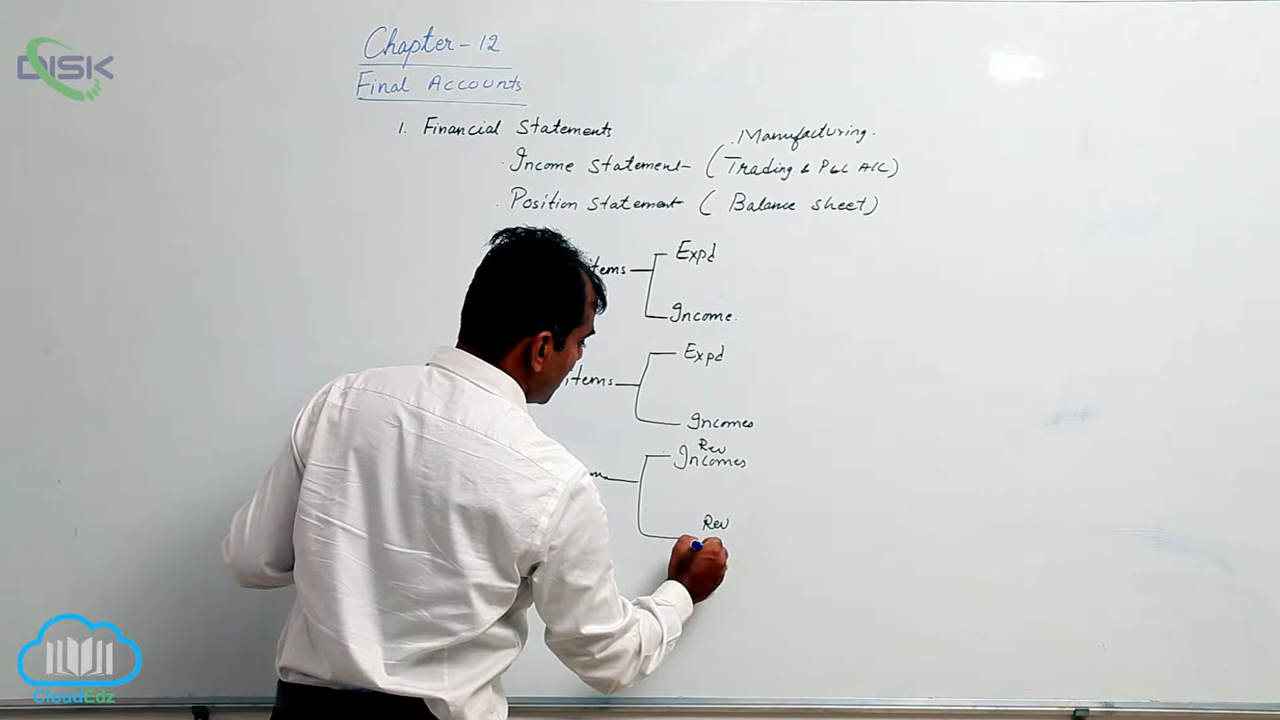 DISK
Chapter - 12
Final Accounts
1. Financial Statements
Manufacturing.
. Income Statement - (Trading & P&L A/C)
. Position Statement - (Balance Sheet)
items
Expd
Income.
items
Expd
Incomes
Rev
Incomes
Rev
CloudEdz